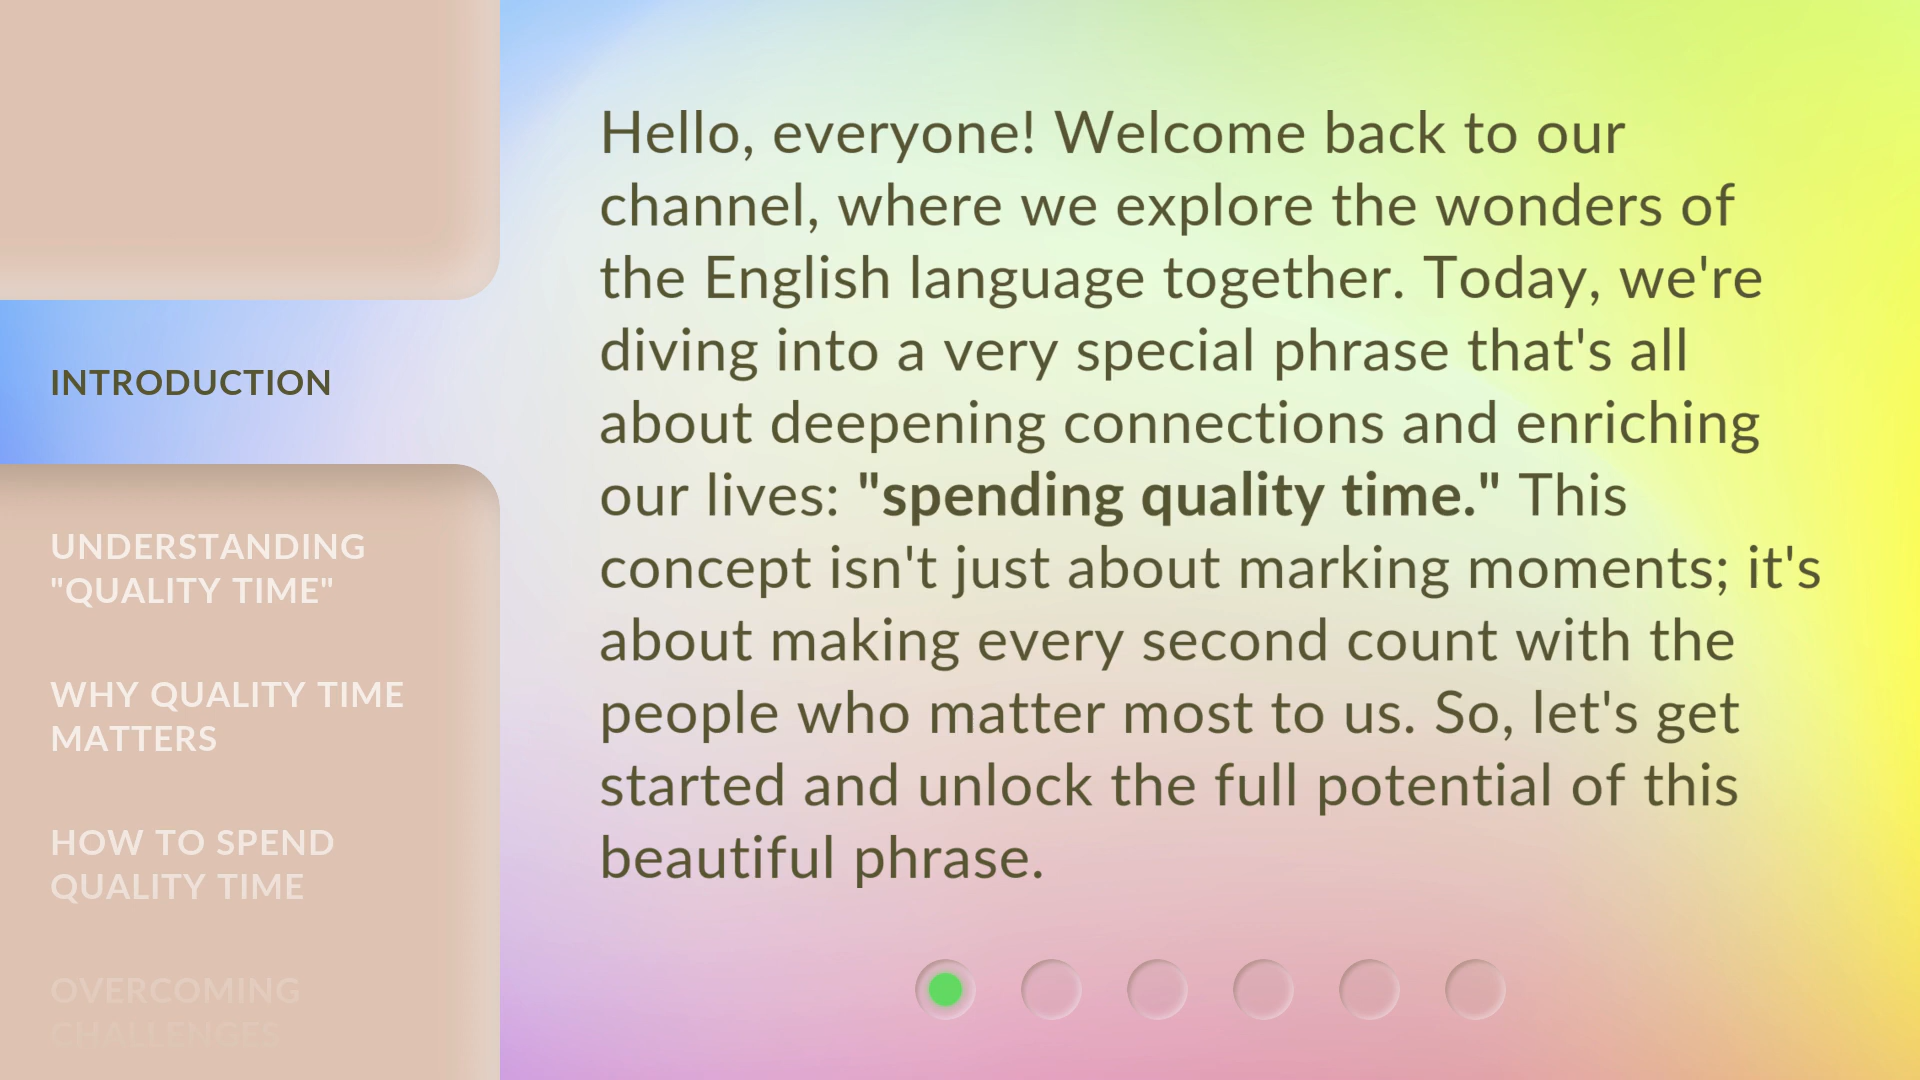 INTRODUCTION
UNDERSTANDING
"QUALITY TIME"
WHY QUALITY TIME
MATTERS
HOW TO SPEND
QUALITY TIME
OVERCOMING
CHALLENGES
Hello, everyone! Welcome back to our
channel, where we explore the wonders of
the English language together. Today, we're
diving into a very special phrase that's all
about deepening connections and enriching
our lives: "spending quality time." This
concept isn't just about marking moments; it's
about making every second count with the
people who matter most to us. So, let's get
started and unlock the full potential of this
beautiful phrase.